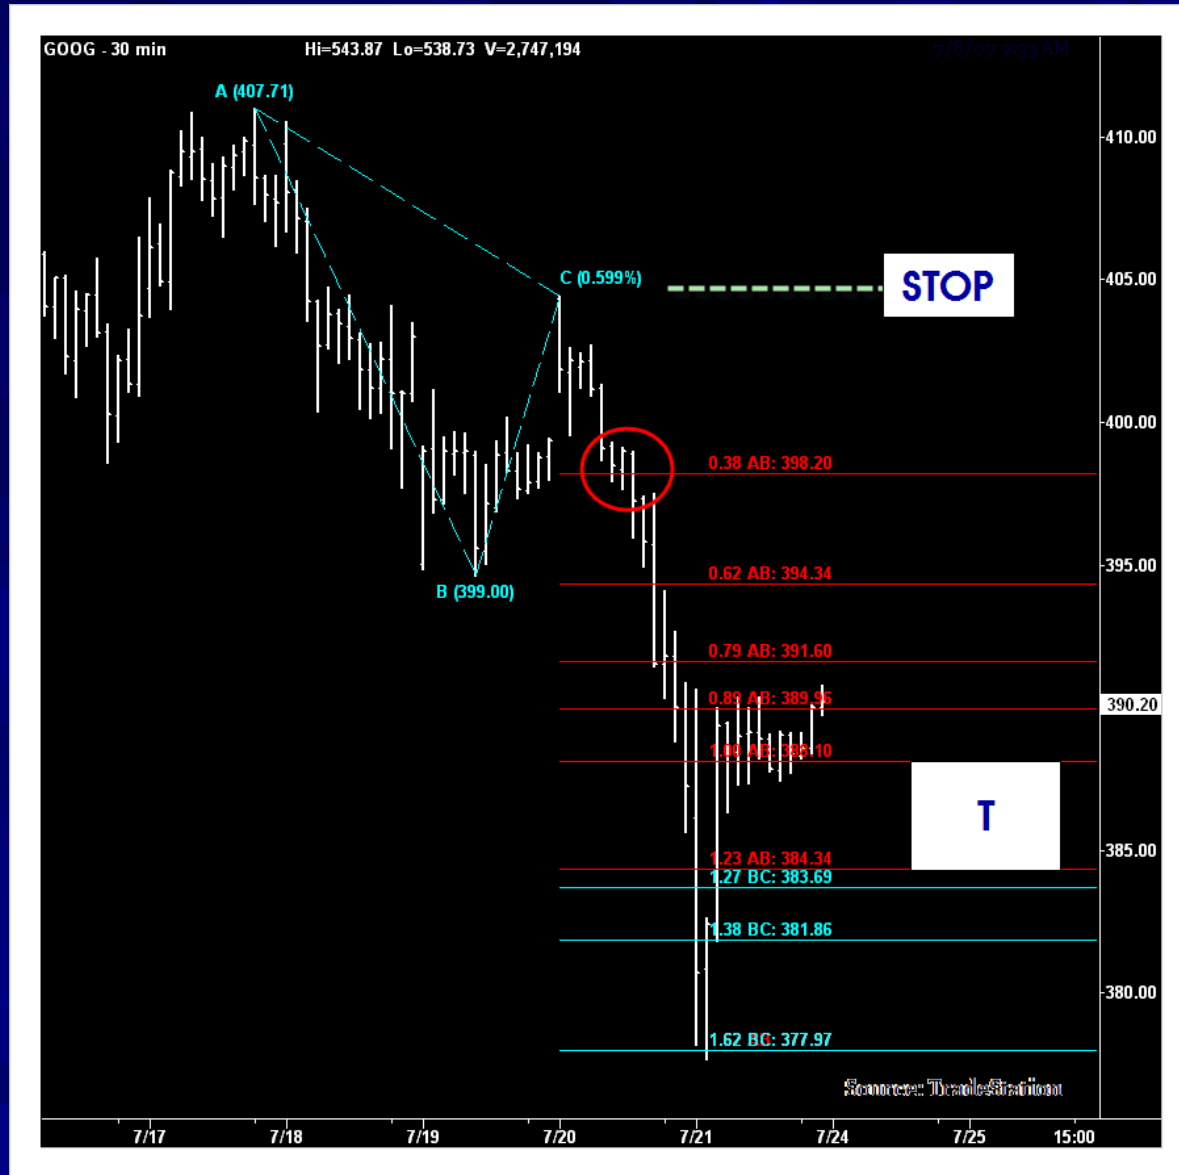 GOOG - 30 min Hi=543.87 Lo=538.73 V=2,747,194
A (407.71)
410.00
C (0.599%)
405.00
STOP
400.00
0.38 AB: 398.20
395.00
0.62 AB: 394.34
B (399.00)
0.79 AB: 391.60
0.89 AB: 389.96
390.20
1.00 AB: 388.10
T
385.00
1.23 AB: 384.34
1.27 BC: 383.69
1.38 BC: 381.86
380.00
1.62 BC: 377.97
Source: TradeStation
7/17 7/18 7/19 7/20 7/21 7/24 7/25 15:00